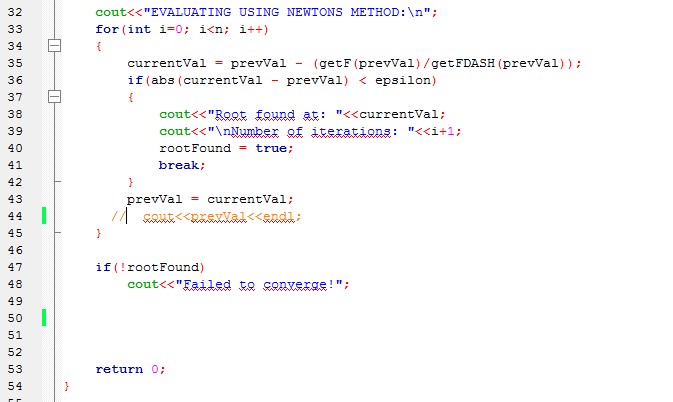 32 cout<<"EVALUATING USING NEWTONS METHOD:\n";
33 for(int i=0; i<n; i++)
34 {
35 currentVal = prevVal - (getF(prevVal)/getFDASH(prevVal));
36 if(abs(currentVal - prevVal) < epsilon)
37 {
38 cout<<"Root found at: "<<currentVal;
39 cout<<"\nNumber of iterations: "<<i+1;
40 rootFound = true;
41 break;
42 }
43 prevVal = currentVal;
44 // cout<<prevVal<<endl;
45 }
46
47 if(!rootFound)
48 cout<<"Failed to converge!";
49
50
51
52
53 return 0;
54 }
55